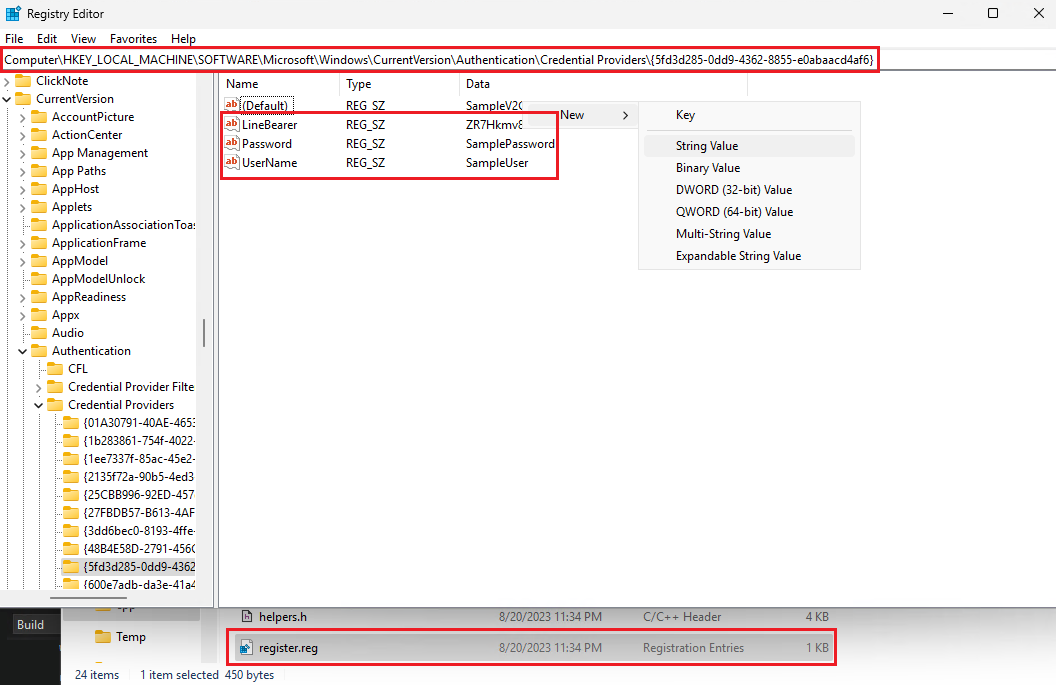 Registry Editor
File Edit View Favorites Help
Computer\HKEY_LOCAL_MACHINE\SOFTWARE\Microsoft\Windows\CurrentVersion\Authentication\Credential Providers\{5fd3d285-0dd9-4362-8855-e0abaacd4af6}
ClickNote
CurrentVersion
AccountPicture
ActionCenter
App Management
App Paths
AppHost
Applets
ApplicationAssociationToas
ApplicationFrame
AppModel
AppModelUnlock
AppReadiness
Appx
Audio
Authentication
CFL
Credential Provider Filte
Credential Providers
{01A30791-40AE-4653
{1b283861-754f-4022-
{1ee7337f-85ac-45e2-
{2135f72a-90b5-4ed3
{25CBB996-92ED-457
{27FBDB57-B613-4AF
{3dd6bec0-8193-4ffe-
{48B4E58D-2791-456C
{5fd3d285-0dd9-4362
{600e7adb-da3e-41a4
Name Type Data
ab (Default) REG_SZ SampleV2C
ab LineBearer REG_SZ ZR7Hkmv8
ab Password REG_SZ SamplePassword
ab UserName REG_SZ SampleUser
New
Key
String Value
Binary Value
DWORD (32-bit) Value
QWORD (64-bit) Value
Multi-String Value
Expandable String Value
Build
Temp
helpers.h 8/20/2023 11:34 PM C/C++ Header 4 KB
register.reg 8/20/2023 11:34 PM Registration Entries 1 KB
24 items 1 item selected 450 bytes